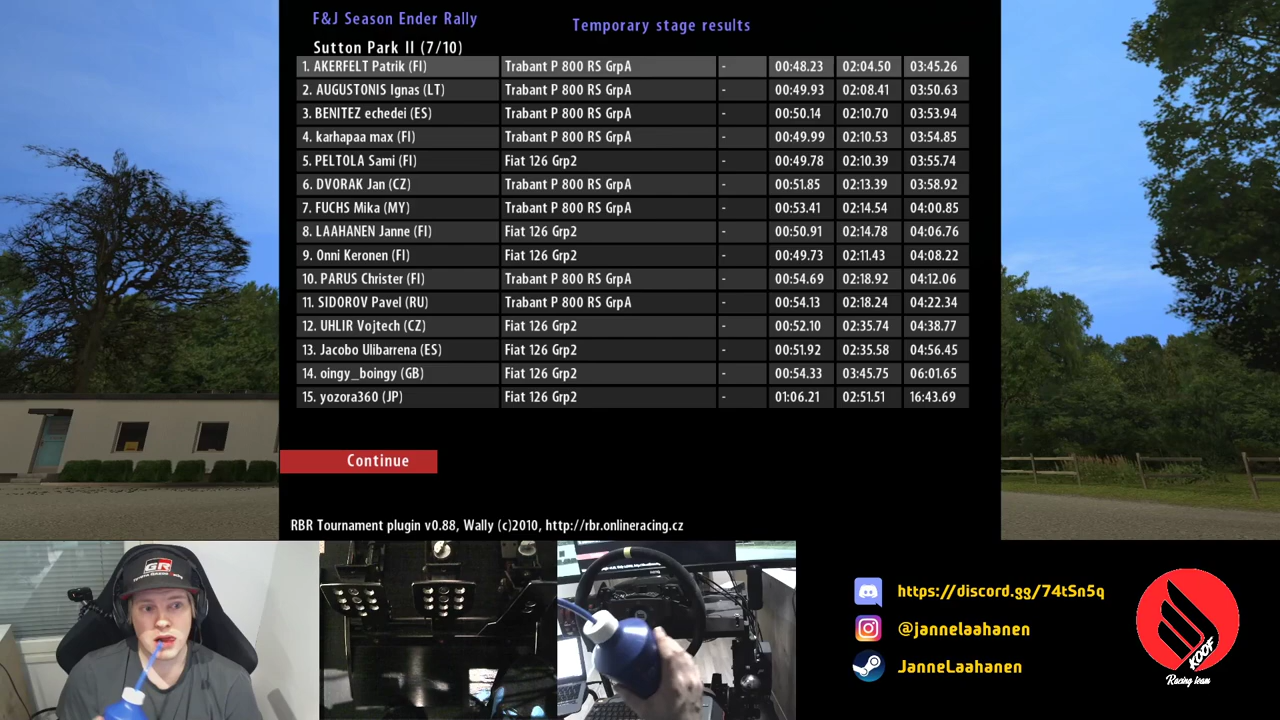 F&J Season Ender Rally
Temporary stage results
Sutton Park II (7/10)
1. AKERFELT Patrik (FI) Trabant P 800 RS GrpA - 00:48.23 02:04.50 03:45.26
2. AUGUSTONIS Ignas (LT) Trabant P 800 RS GrpA - 00:49.93 02:08.41 03:50.63
3. BENITEZ echedei (ES) Trabant P 800 RS GrpA - 00:50.14 02:10.70 03:53.94
4. karhapaa max (FI) Trabant P 800 RS GrpA - 00:49.99 02:10.53 03:54.85
5. PELTOLA Sami (FI) Fiat 126 Grp2 - 00:49.78 02:10.39 03:55.74
6. DVORAK Jan (CZ) Trabant P 800 RS GrpA - 00:51.85 02:13.39 03:58.92
7. FUCHS Mika (MY) Trabant P 800 RS GrpA - 00:53.41 02:14.54 04:00.85
8. LAAHANEN Janne (FI) Fiat 126 Grp2 - 00:50.91 02:14.78 04:06.76
9. Onni Keronen (FI) Fiat 126 Grp2 - 00:49.73 02:11.43 04:08.22
10. PARUS Christer (FI) Trabant P 800 RS GrpA - 00:54.69 02:18.92 04:12.06
11. SIDOROV Pavel (RU) Trabant P 800 RS GrpA - 00:54.13 02:18.24 04:22.34
12. UHLIR Vojtech (CZ) Fiat 126 Grp2 - 00:52.10 02:35.74 04:38.77
13. Jacobo Ulibarrena (ES) Fiat 126 Grp2 - 00:51.92 02:35.58 04:56.45
14. oingy_boingy (GB) Fiat 126 Grp2 - 00:54.33 03:45.75 06:01.65
15. yozora360 (JP) Fiat 126 Grp2 - 01:06.21 02:51.51 16:43.69
Continue
RBR Tournament plugin v0.88, Wally (c)2010, http://rbr.onlineracing.cz
GR
https://discord.gg/74tSn5q
@jannelaahanen
JanneLaahanen
KODF
Racing team